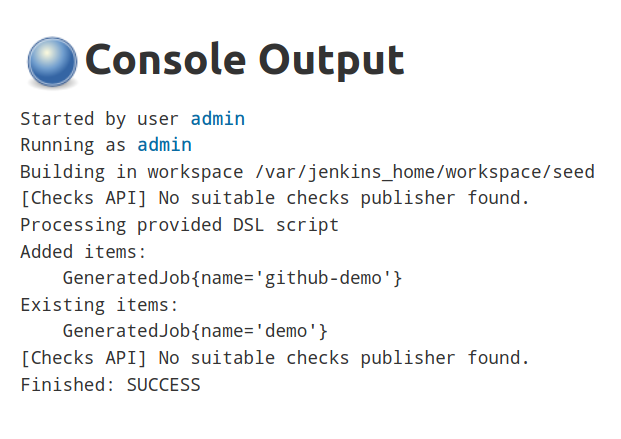 Console Output
Started by user admin
Running as admin
Building in workspace /var/jenkins_home/workspace/seed
[Checks API] No suitable checks publisher found.
Processing provided DSL script
Added items:
    GeneratedJob{name='github-demo'}
Existing items:
    GeneratedJob{name='demo'}
[Checks API] No suitable checks publisher found.
Finished: SUCCESS